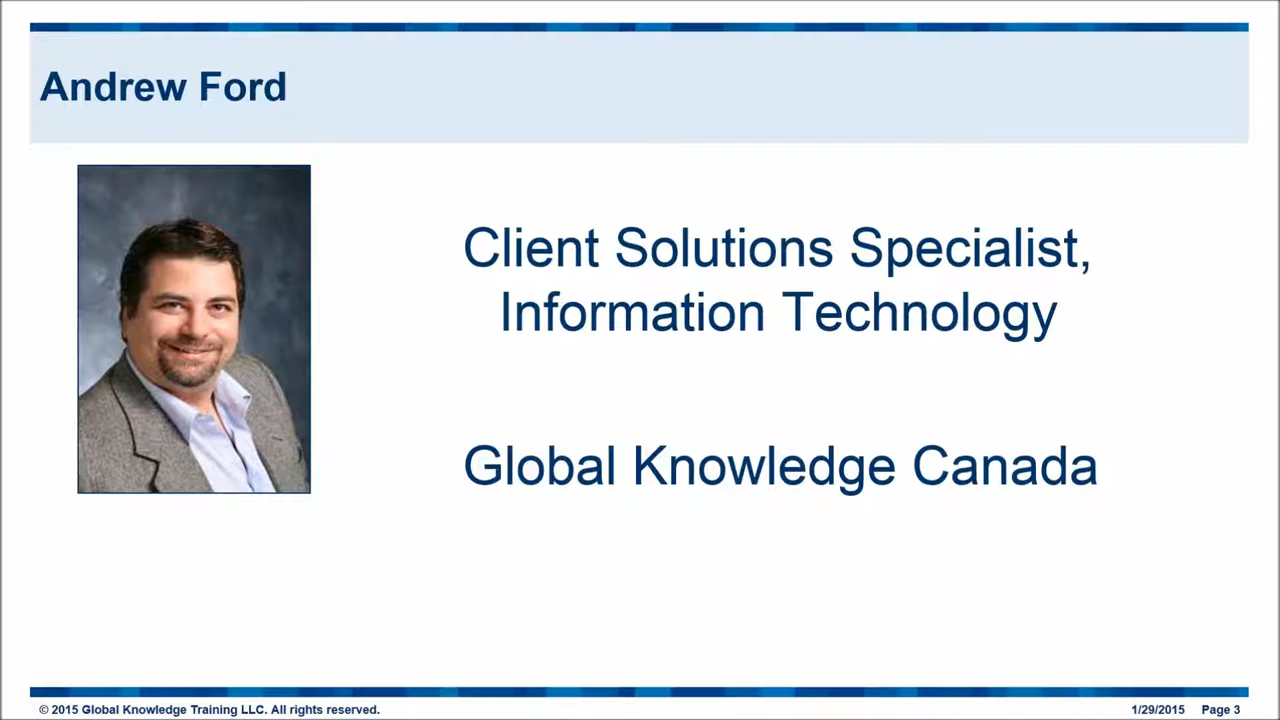 Andrew Ford
Client Solutions Specialist,
Information Technology
Global Knowledge Canada
© 2015 Global Knowledge Training LLC. All rights reserved.
1/29/2015 Page 3